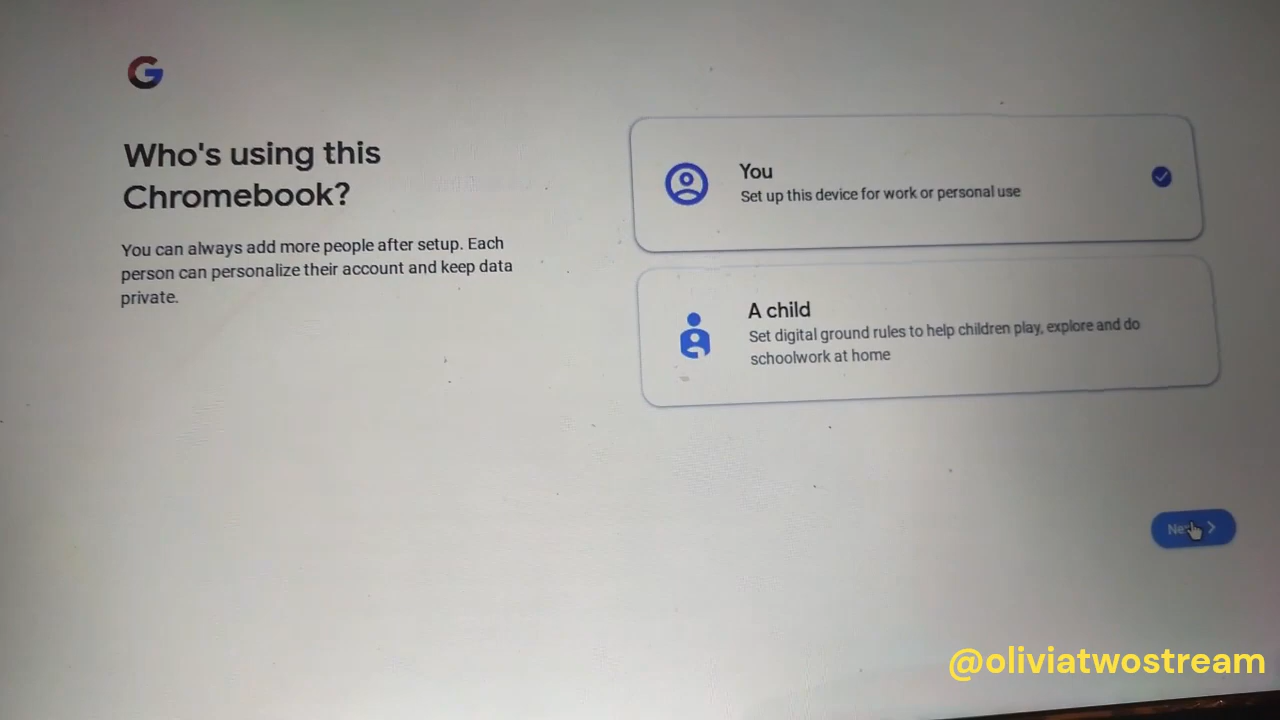 Who's using this
Chromebook?
You can always add more people after setup. Each
person can personalize their account and keep data
private.
You
Set up this device for work or personal use
A child
Set digital ground rules to help children play, explore and do
schoolwork at home
@oliviatwostream